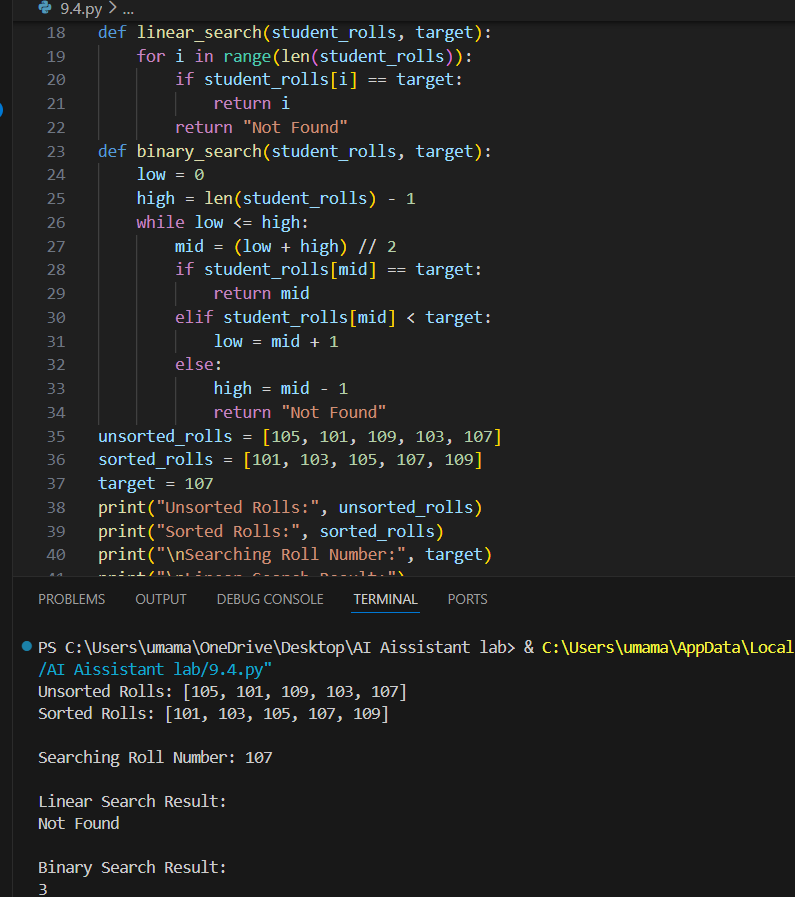 9.4.py > ...
18 def linear_search(student_rolls, target):
19     for i in range(len(student_rolls)):
20         if student_rolls[i] == target:
21             return i
22         return "Not Found"
23 def binary_search(student_rolls, target):
24     low = 0
25     high = len(student_rolls) - 1
26     while low <= high:
27         mid = (low + high) // 2
28         if student_rolls[mid] == target:
29             return mid
30         elif student_rolls[mid] < target:
31             low = mid + 1
32         else:
33             high = mid - 1
34             return "Not Found"
35 unsorted_rolls = [105, 101, 109, 103, 107]
36 sorted_rolls = [101, 103, 105, 107, 109]
37 target = 107
38 print("Unsorted Rolls:", unsorted_rolls)
39 print("Sorted Rolls:", sorted_rolls)
40 print("\nSearching Roll Number:", target)
41 print("\nLinear Search Result:")
PROBLEMS OUTPUT DEBUG CONSOLE TERMINAL PORTS
PS C:\Users\umama\OneDrive\Desktop\AI Aissistant lab> & C:\Users\umama\AppData\Local
/AI Aissistant lab/9.4.py"
Unsorted Rolls: [105, 101, 109, 103, 107]
Sorted Rolls: [101, 103, 105, 107, 109]
Searching Roll Number: 107
Linear Search Result:
Not Found
Binary Search Result:
3